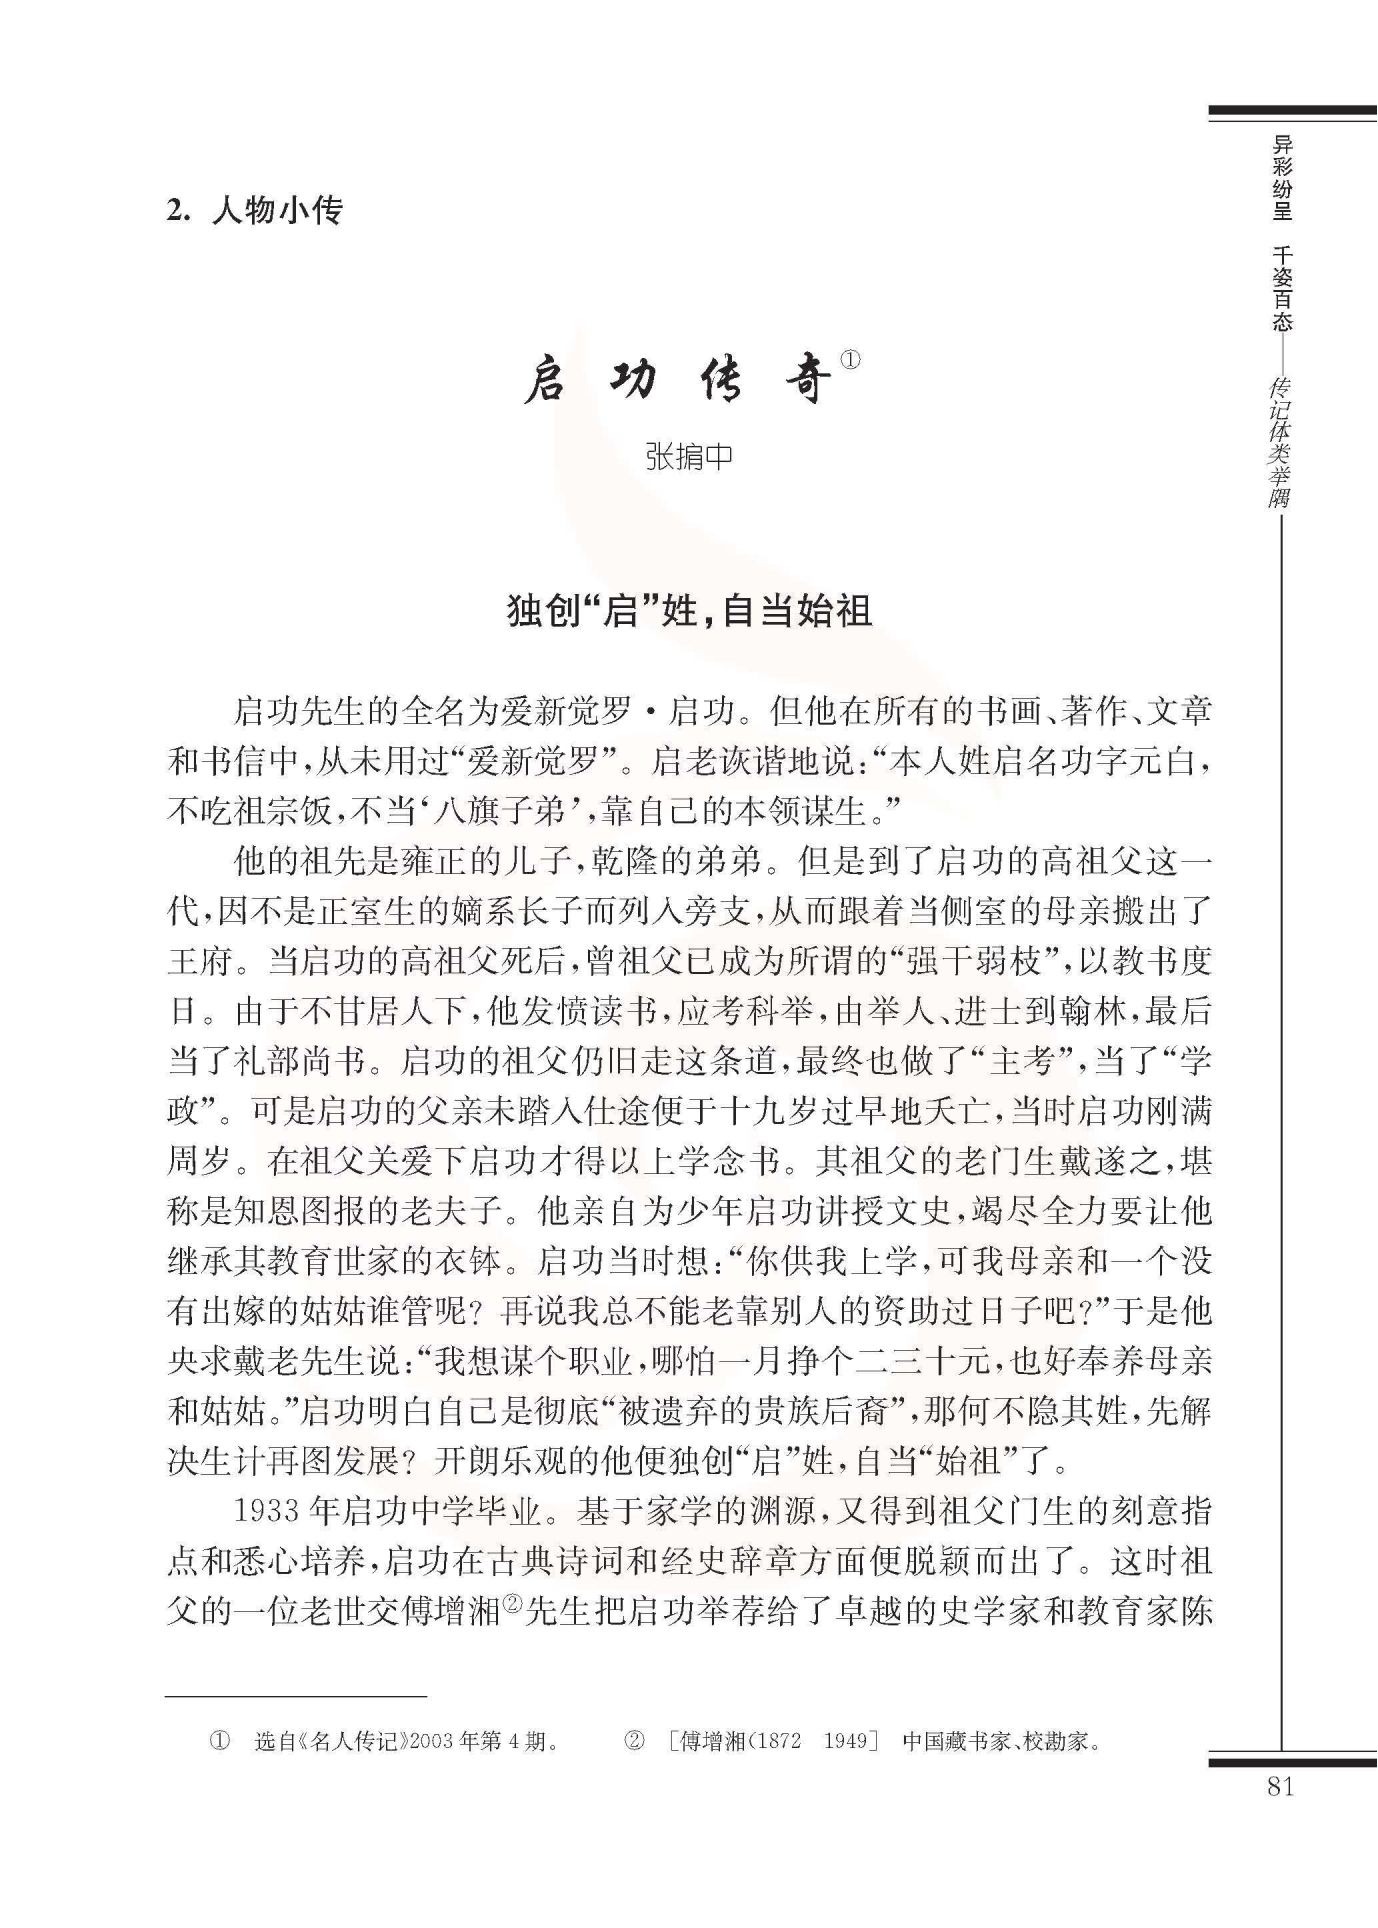 异彩纷呈 千姿百态——传记体类举隅
2. 人物小传
启功传奇①
张掮中
独创“启”姓,自当始祖
启功先生的全名为爱新觉罗·启功。但他在所有的书画、著作、文章
和书信中,从未用过“爱新觉罗”。启老诙谐地说:“本人姓启名功字元白,
不吃祖宗饭,不当‘八旗子弟’,靠自己的本领谋生。”
他的祖先是雍正的儿子,乾隆的弟弟。但是到了启功的高祖父这一
代,因不是正室生的嫡系长子而列入旁支,从而跟着当侧室的母亲搬出了
王府。当启功的高祖父死后,曾祖父已成为所谓的“强干弱枝”,以教书度
日。由于不甘居人下,他发愤读书,应考科举,由举人、进士到翰林,最后
当了礼部尚书。启功的祖父仍旧走这条道,最终也做了“主考”,当了“学
政”。可是启功的父亲未踏入仕途便于十九岁过早地夭亡,当时启功刚满
周岁。在祖父关爱下启功才得以上学念书。其祖父的老门生戴遂之,堪
称是知恩图报的老夫子。他亲自为少年启功讲授文史,竭尽全力要让他
继承其教育世家的衣钵。启功当时想:“你供我上学,可我母亲和一个没
有出嫁的姑姑谁管呢?再说我总不能老靠别人的资助过日子吧?”于是他
央求戴老先生说:“我想谋个职业,哪怕一月挣个二三十元,也好奉养母亲
和姑姑。”启功明白自己是彻底“被遗弃的贵族后裔”,那何不隐其姓,先解
决生计再图发展?开朗乐观的他便独创“启”姓,自当“始祖”了。
1933年启功中学毕业。基于家学的渊源,又得到祖父门生的刻意指
点和悉心培养,启功在古典诗词和经史辞章方面便脱颖而出了。这时祖
父的一位老世交傅增湘②先生把启功举荐给了卓越的史学家和教育家陈
① 选自《名人传记》2003年第4期。 ② [傅增湘(1872 1949] 中国藏书家、校勘家。
81